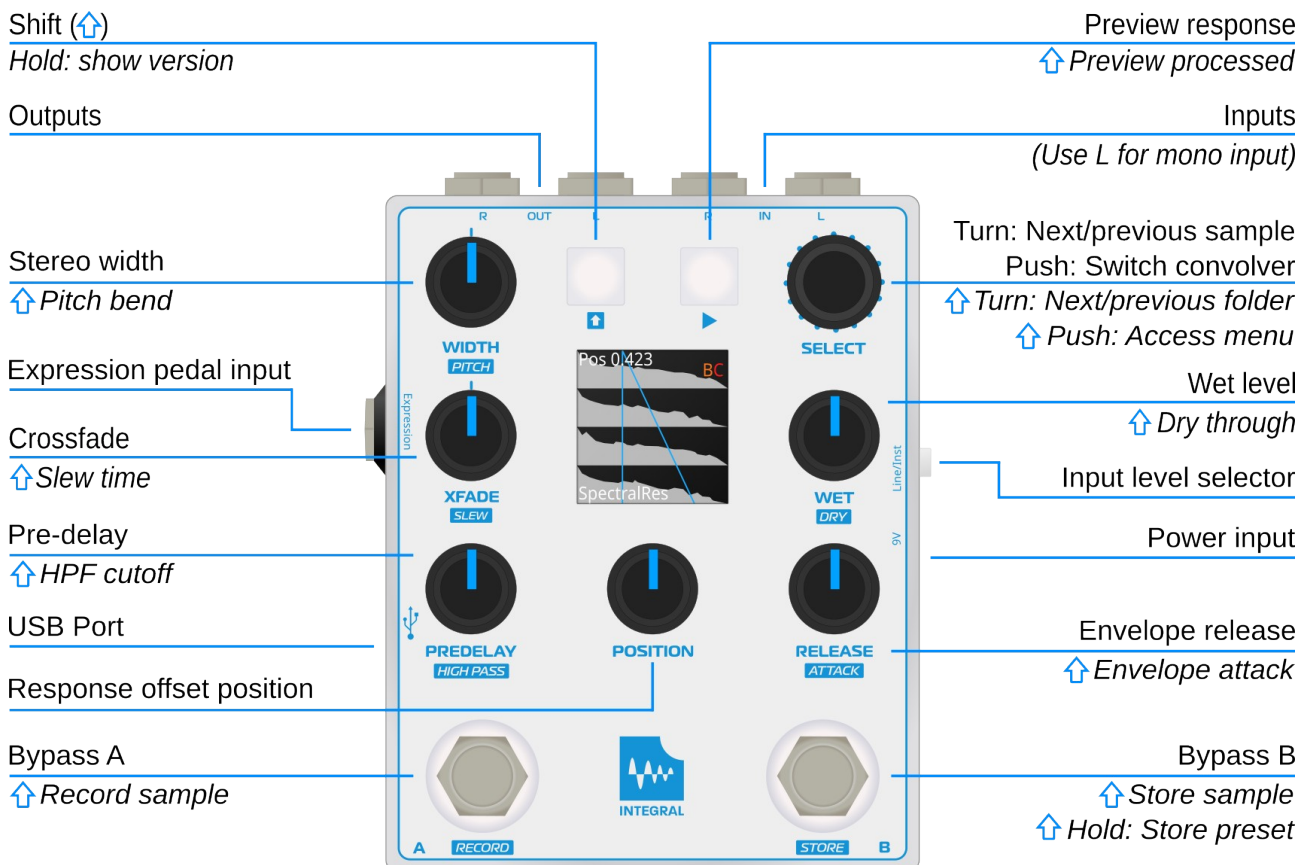 Shift (⇧)
Hold: show version
Outputs
Stereo width
⇧ Pitch bend
Expression pedal input
Crossfade
⇧ Slew time
Pre-delay
⇧ HPF cutoff
USB Port
Response offset position
Bypass A
⇧ Record sample
R OUT L R IN L
WIDTH
PITCH
SELECT
Pos 0.423 BC
SpectralRes
Expression
XFADE
SLEW
WET
DRY
Line/Inst
9V
PREDELAY
HIGH PASS
POSITION
RELEASE
ATTACK
INTEGRAL
A RECORD
STORE B
Preview response
⇧ Preview processed
Inputs
(Use L for mono input)
Turn: Next/previous sample
Push: Switch convolver
⇧ Turn: Next/previous folder
⇧ Push: Access menu
Wet level
⇧ Dry through
Input level selector
Power input
Envelope release
⇧ Envelope attack
Bypass B
⇧ Store sample
⇧ Hold: Store preset